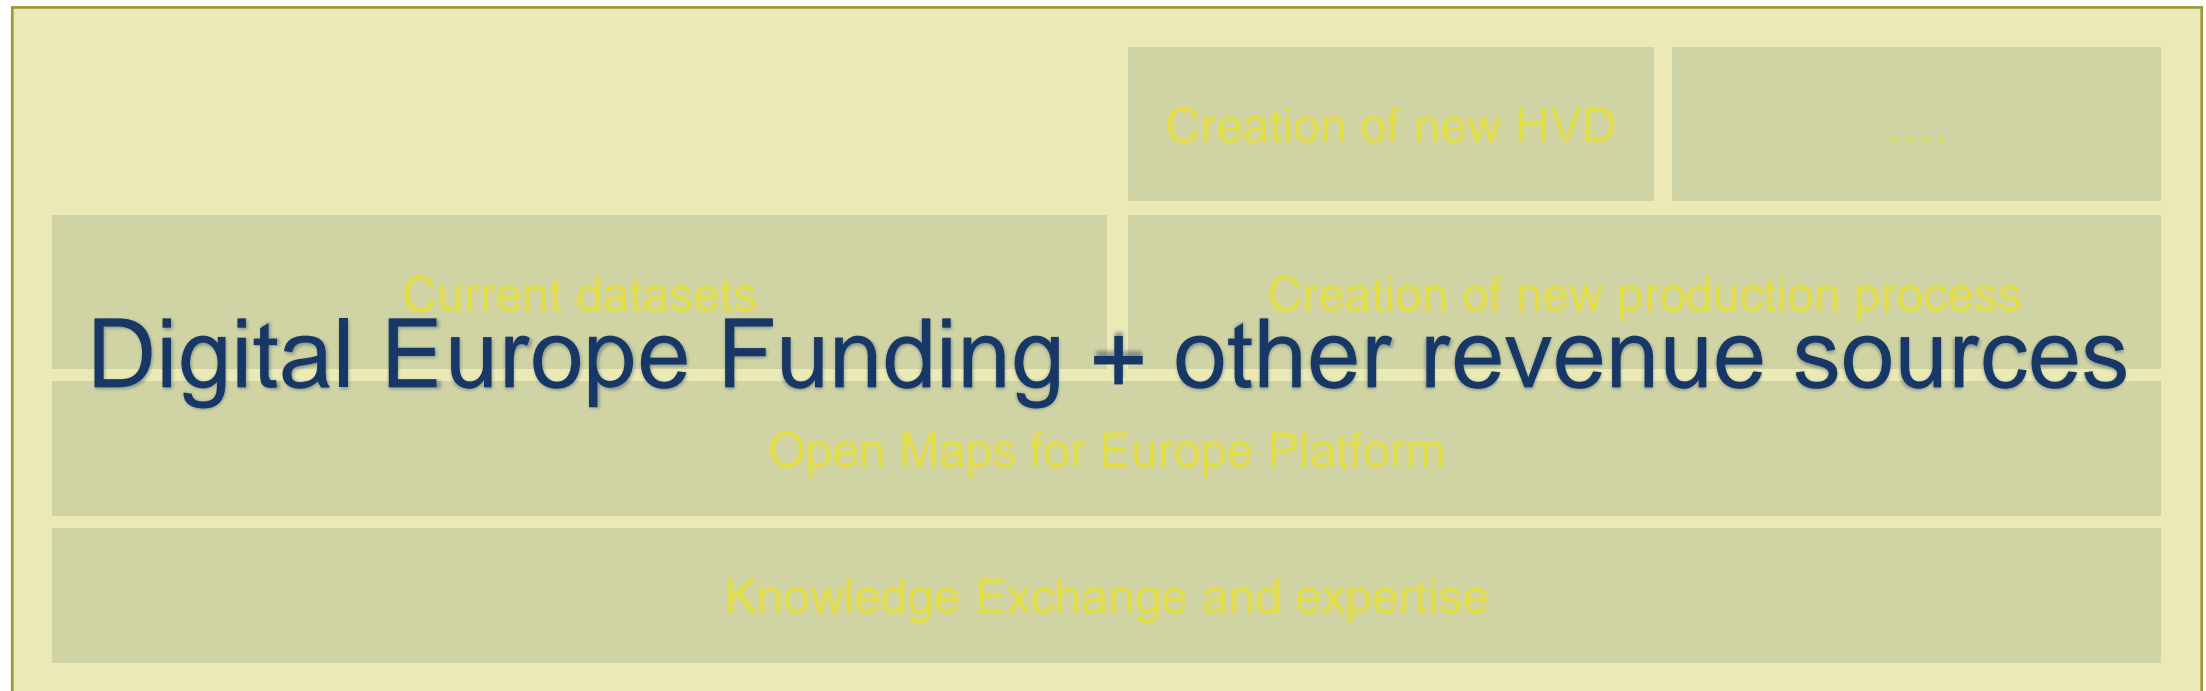 Creation of new HVD
....
Current datasets
Creation of new production process
Digital Europe Funding + other revenue sources
Open Maps for Europe Platform
Knowledge Exchange and expertise